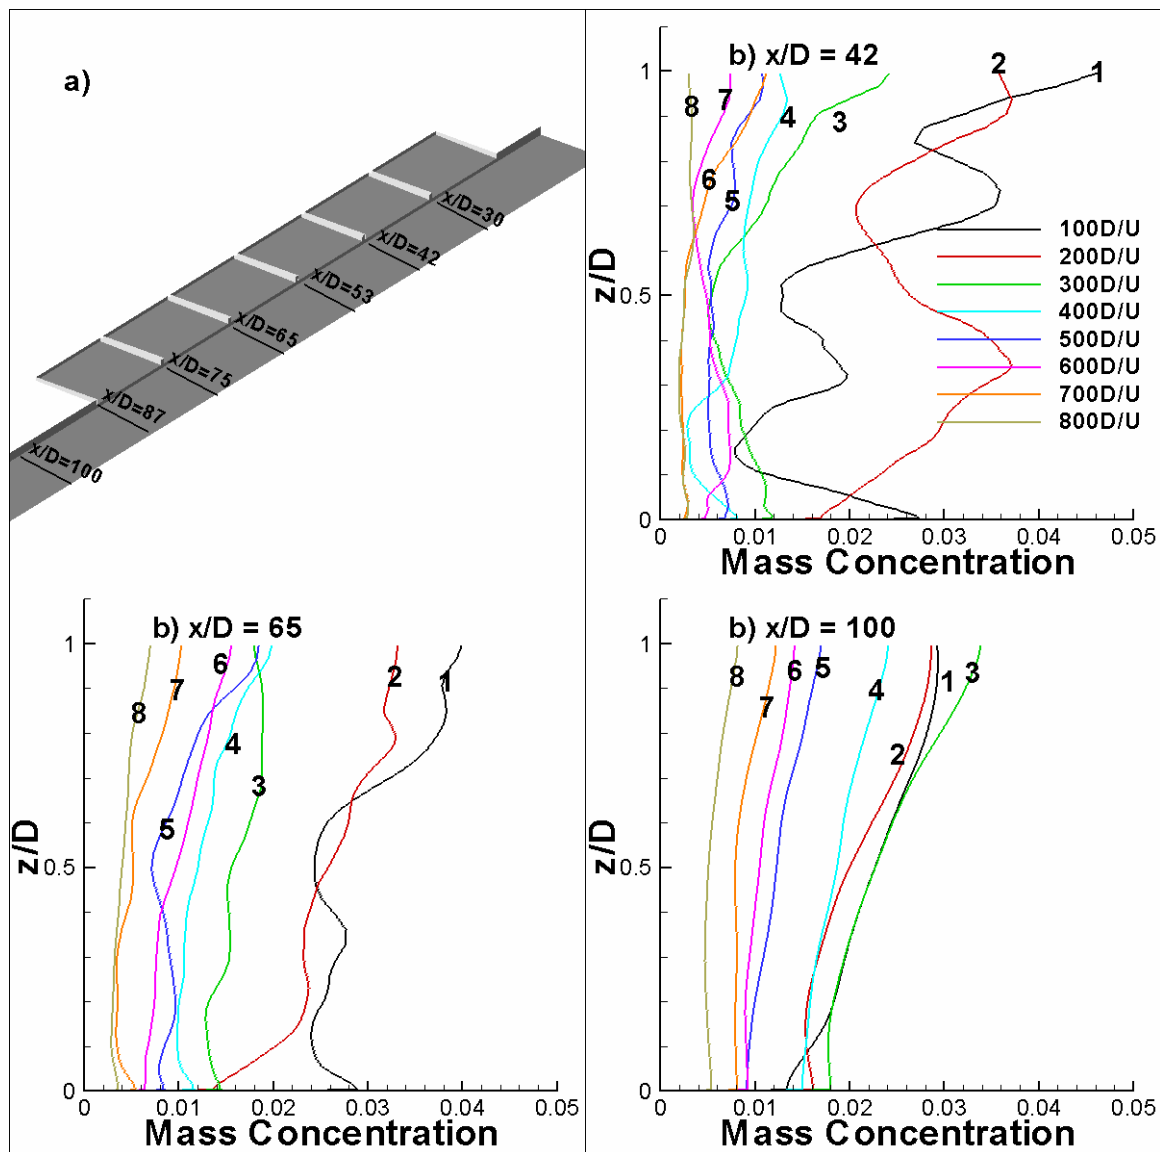 a)
x/D=30
x/D=42
x/D=53
x/D=65
x/D=75
x/D=87
x/D=100
b) x/D = 42
1
2
3
4
5
6
7
8
100D/U
200D/U
300D/U
400D/U
500D/U
600D/U
700D/U
800D/U
z/D
1
0.5
0
0
0.01
0.02
0.03
0.04
0.05
Mass Concentration
b) x/D = 65
1
2
3
4
5
6
7
8
z/D
1
0.5
0
0
0.01
0.02
0.03
0.04
0.05
Mass Concentration
b) x/D = 100
1
2
3
4
5
6
7
8
z/D
1
0.5
0
0
0.01
0.02
0.03
0.04
0.05
Mass Concentration